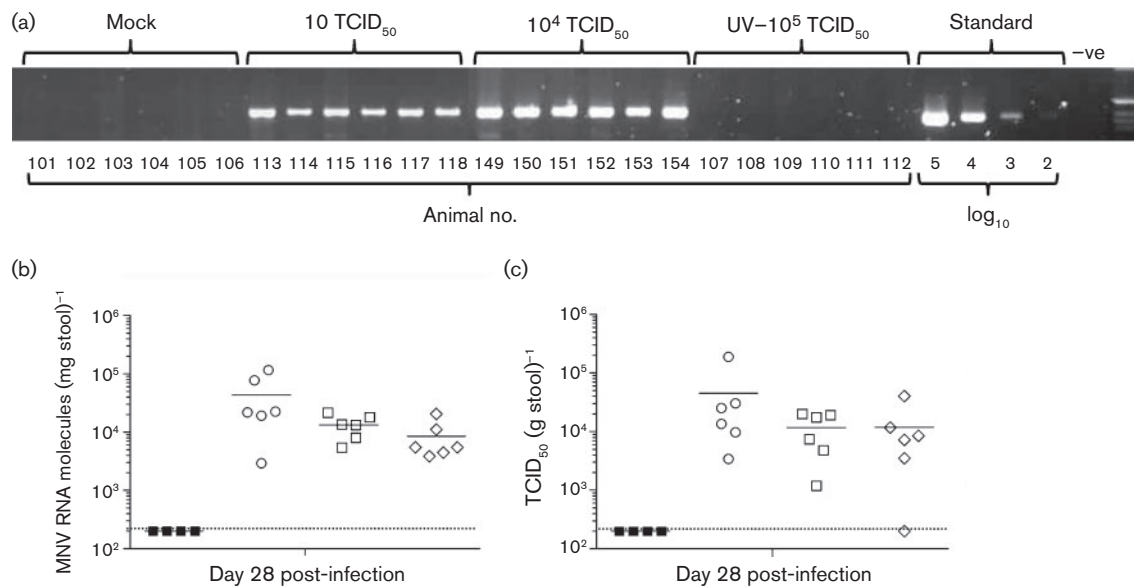 (a)
Mock 10 TCID50 10⁴ TCID50 UV–10⁵ TCID50 Standard –ve
101 102 103 104 105 106 113 114 115 116 117 118 149 150 151 152 153 154 107 108 109 110 111 112 5 4 3 2
Animal no. log10
(b)
MNV RNA molecules (mg stool)⁻¹
10⁶
10⁵
10⁴
10³
10²
Day 28 post-infection
(c)
TCID50 (g stool)⁻¹
10⁶
10⁵
10⁴
10³
10²
Day 28 post-infection